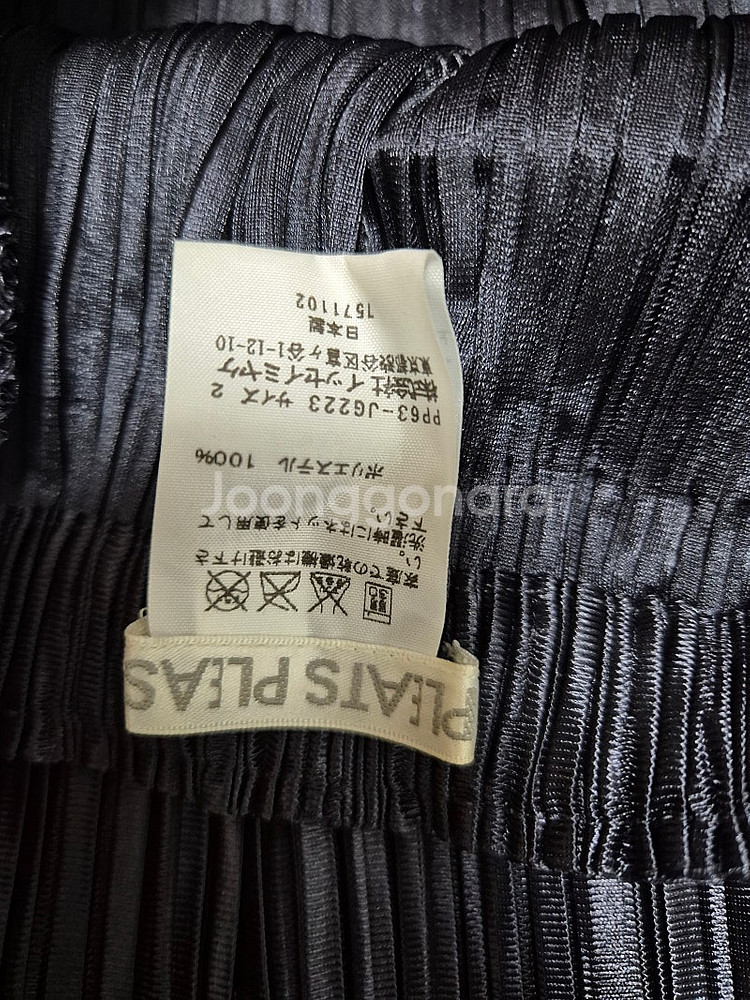 PLEATS PLEAS
家庭での乾燥機はお避け下さ
い。
洗濯時にはネットを使用して
下さい。
ポリエステル 100%
PP63-JG223 サイズ 2
株式会社 イッセイミヤケ
東京都渋谷区富ヶ谷1-12-10
日本製
1571102
Joonggonara